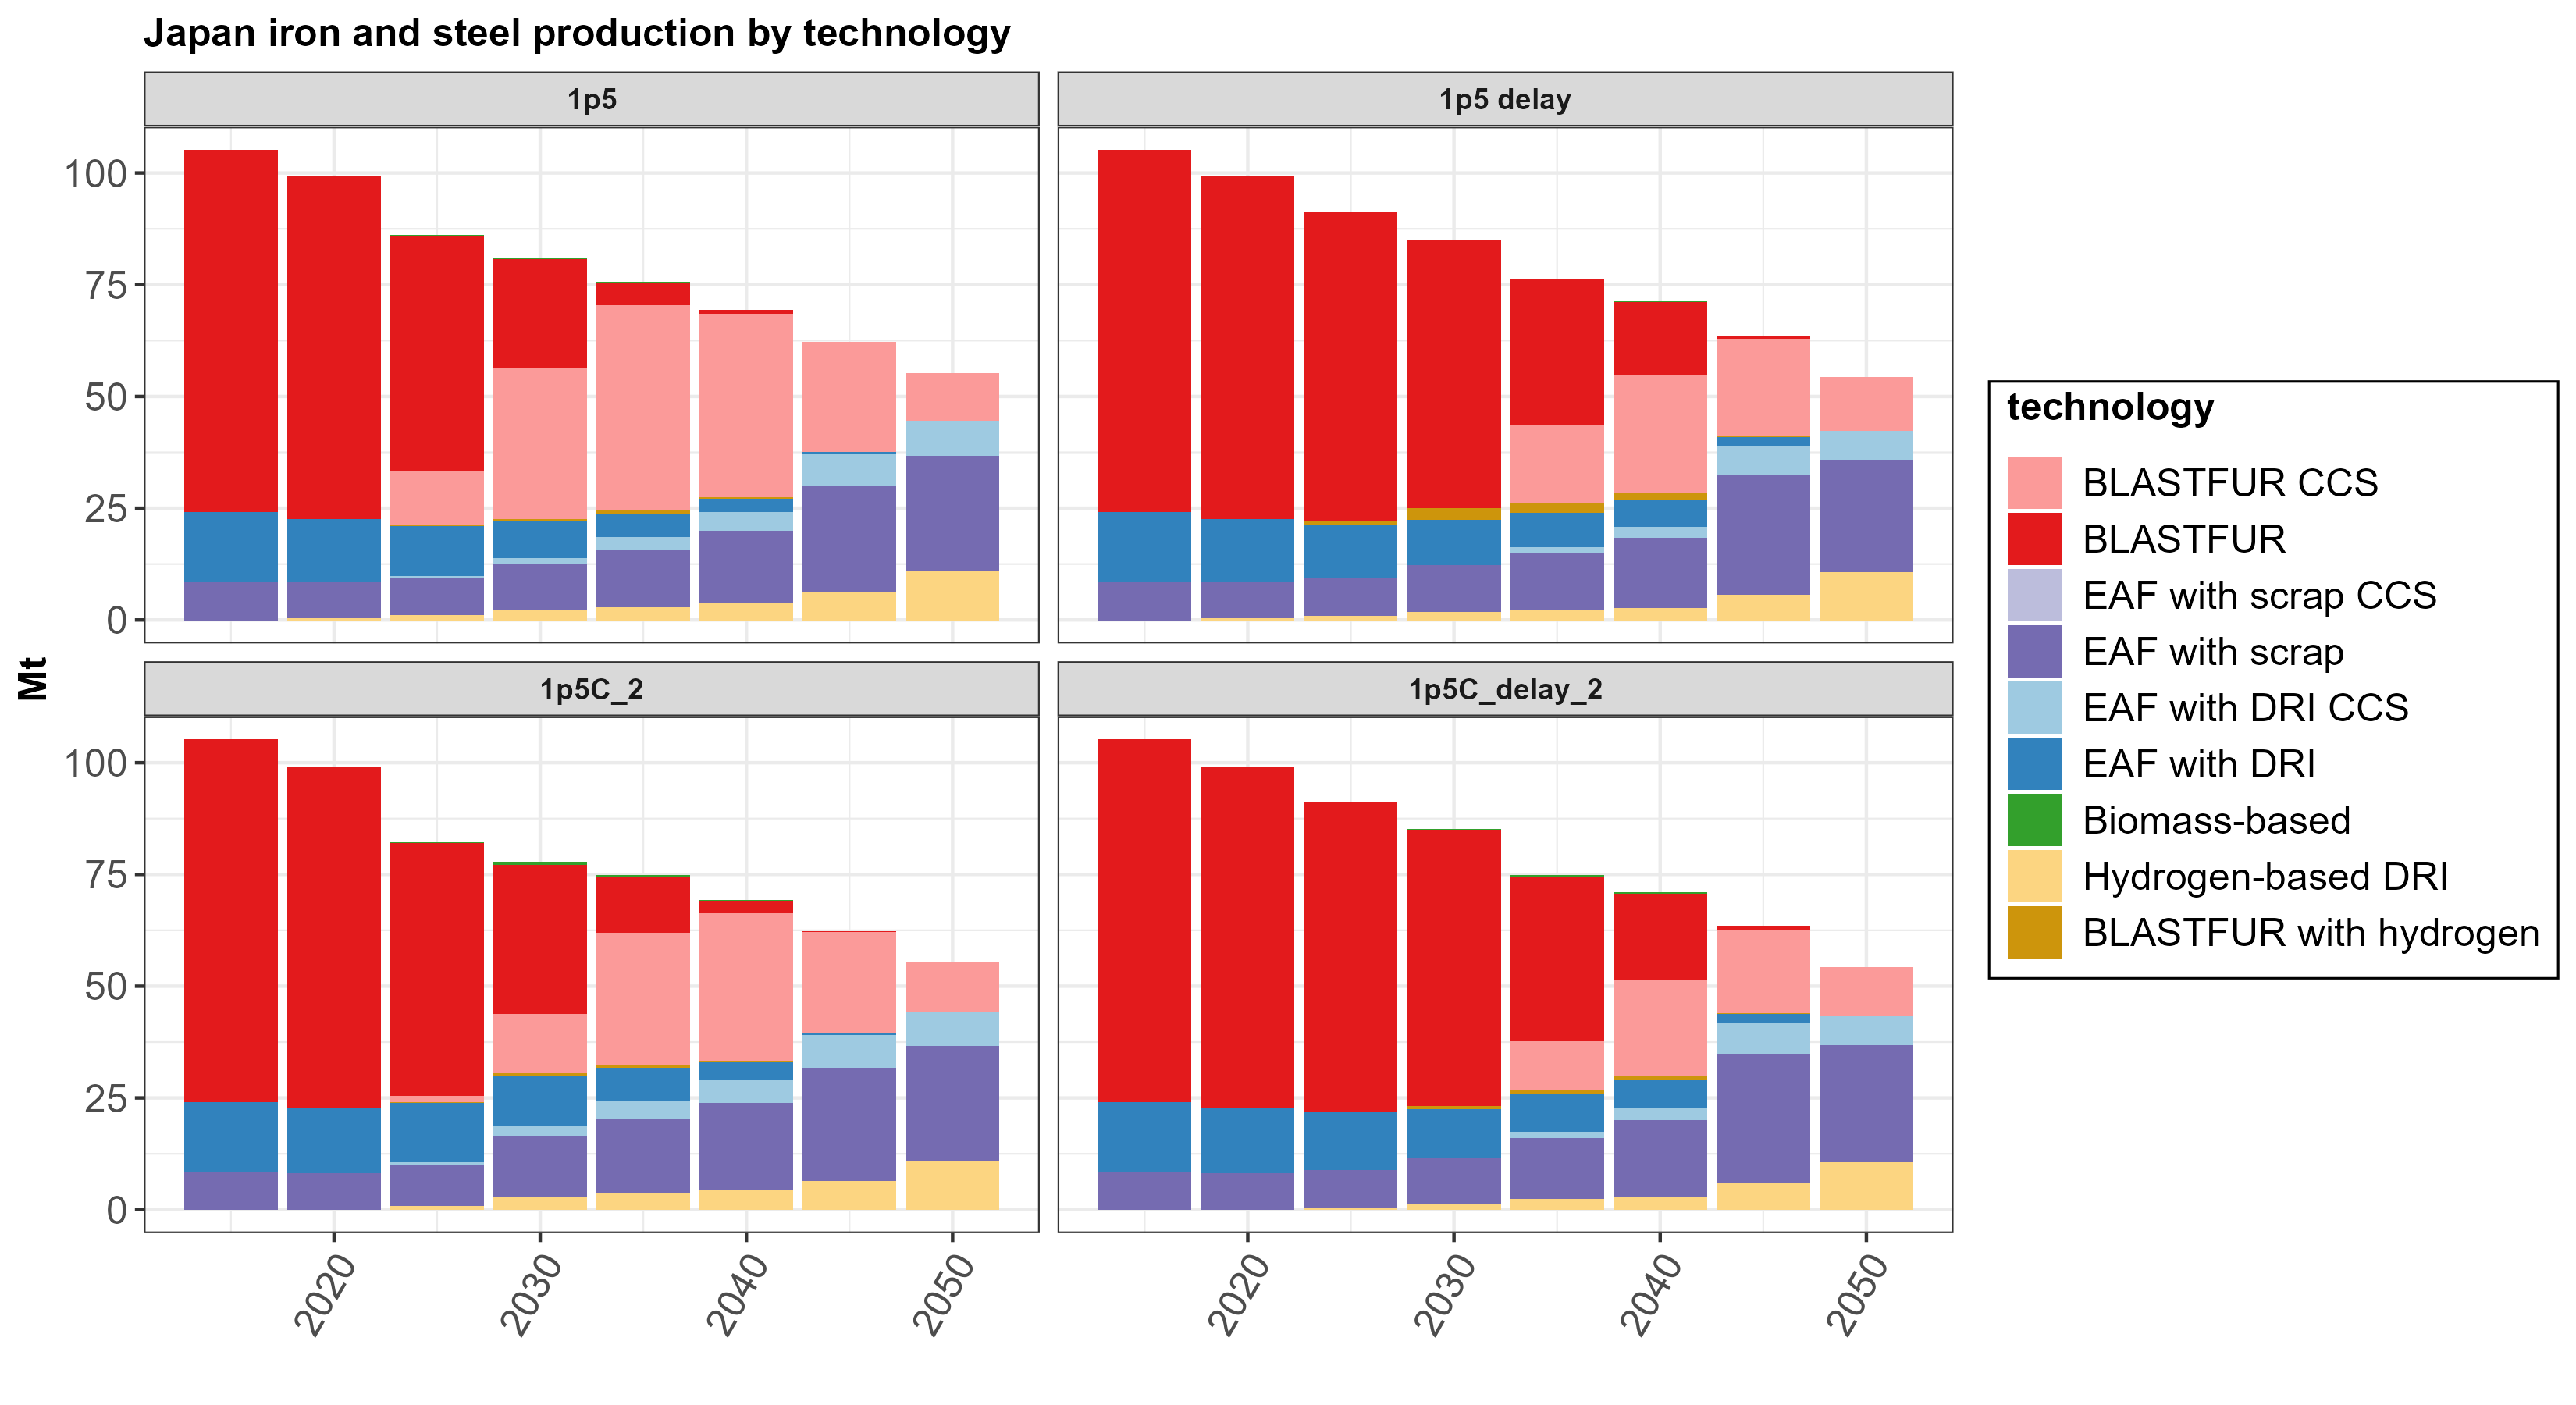 Japan iron and steel production by technology
1p5
1p5 delay
100
75
50
25
0
Mt
1p5C_2
1p5C_delay_2
100
75
50
25
0
2020
2030
2040
2050
2020
2030
2040
2050
technology
BLASTFUR CCS
BLASTFUR
EAF with scrap CCS
EAF with scrap
EAF with DRI CCS
EAF with DRI
Biomass-based
Hydrogen-based DRI
BLASTFUR with hydrogen